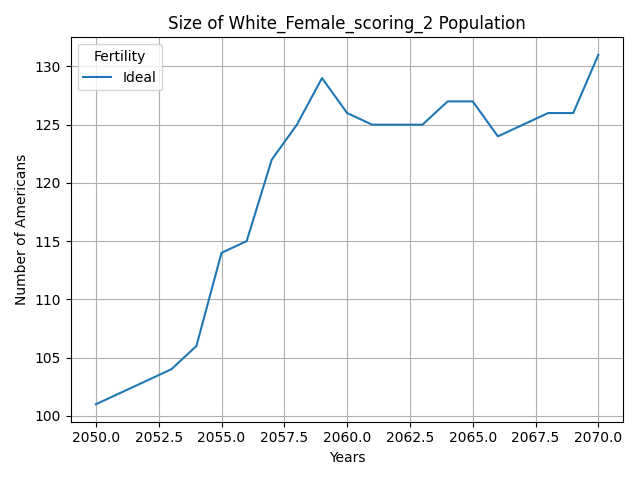 Size of White_Female_scoring_2 Population
Fertility
Ideal
Number of Americans
130
125
120
115
110
105
100
2050.0 2052.5 2055.0 2057.5 2060.0 2062.5 2065.0 2067.5 2070.0
Years